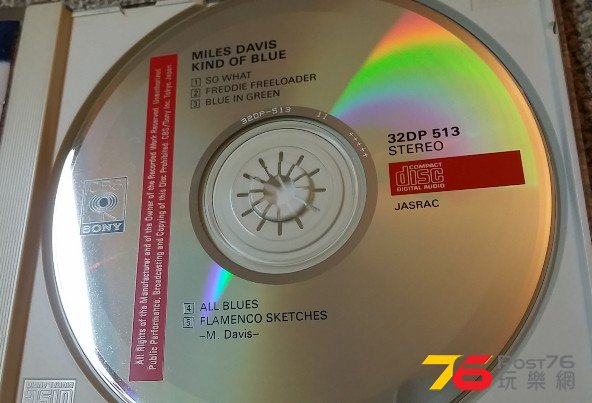 MILES DAVIS
KIND OF BLUE
1 SO WHAT
2 FREDDIE FREELOADER
3 BLUE IN GREEN
32DP-513 11 +++++
32DP 513
STEREO
COMPACT
disc
DIGITAL AUDIO
JASRAC
CBS
SONY
All Rights of the Manufacturer and of the Owner of the Recorded Work Reserved. Unauthorized
Public Performance, Broadcasting and Copying of this Disc Prohibited. CBS/Sony Inc. Tokyo, Japan
4 ALL BLUES
5 FLAMENCO SKETCHES
–M. Davis–
76 Post76
玩樂網